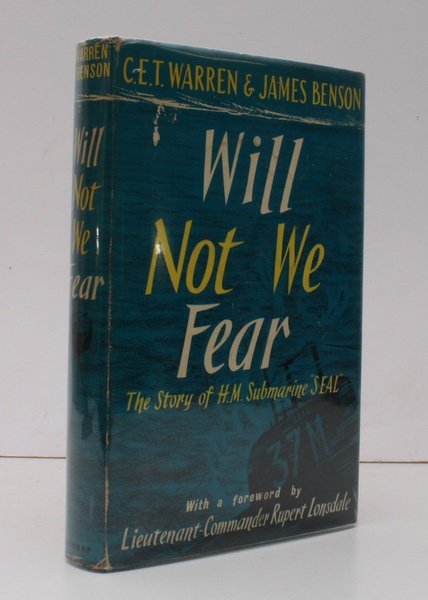 WARREN
BENSON
Will
Not
We
Fear
C.E.T. WARREN & JAMES BENSON
Will
Not We
Fear
The Story of H.M. Submarine "SEAL"
37M
With a foreword by
Lieutenant-Commander Rupert Lonsdale